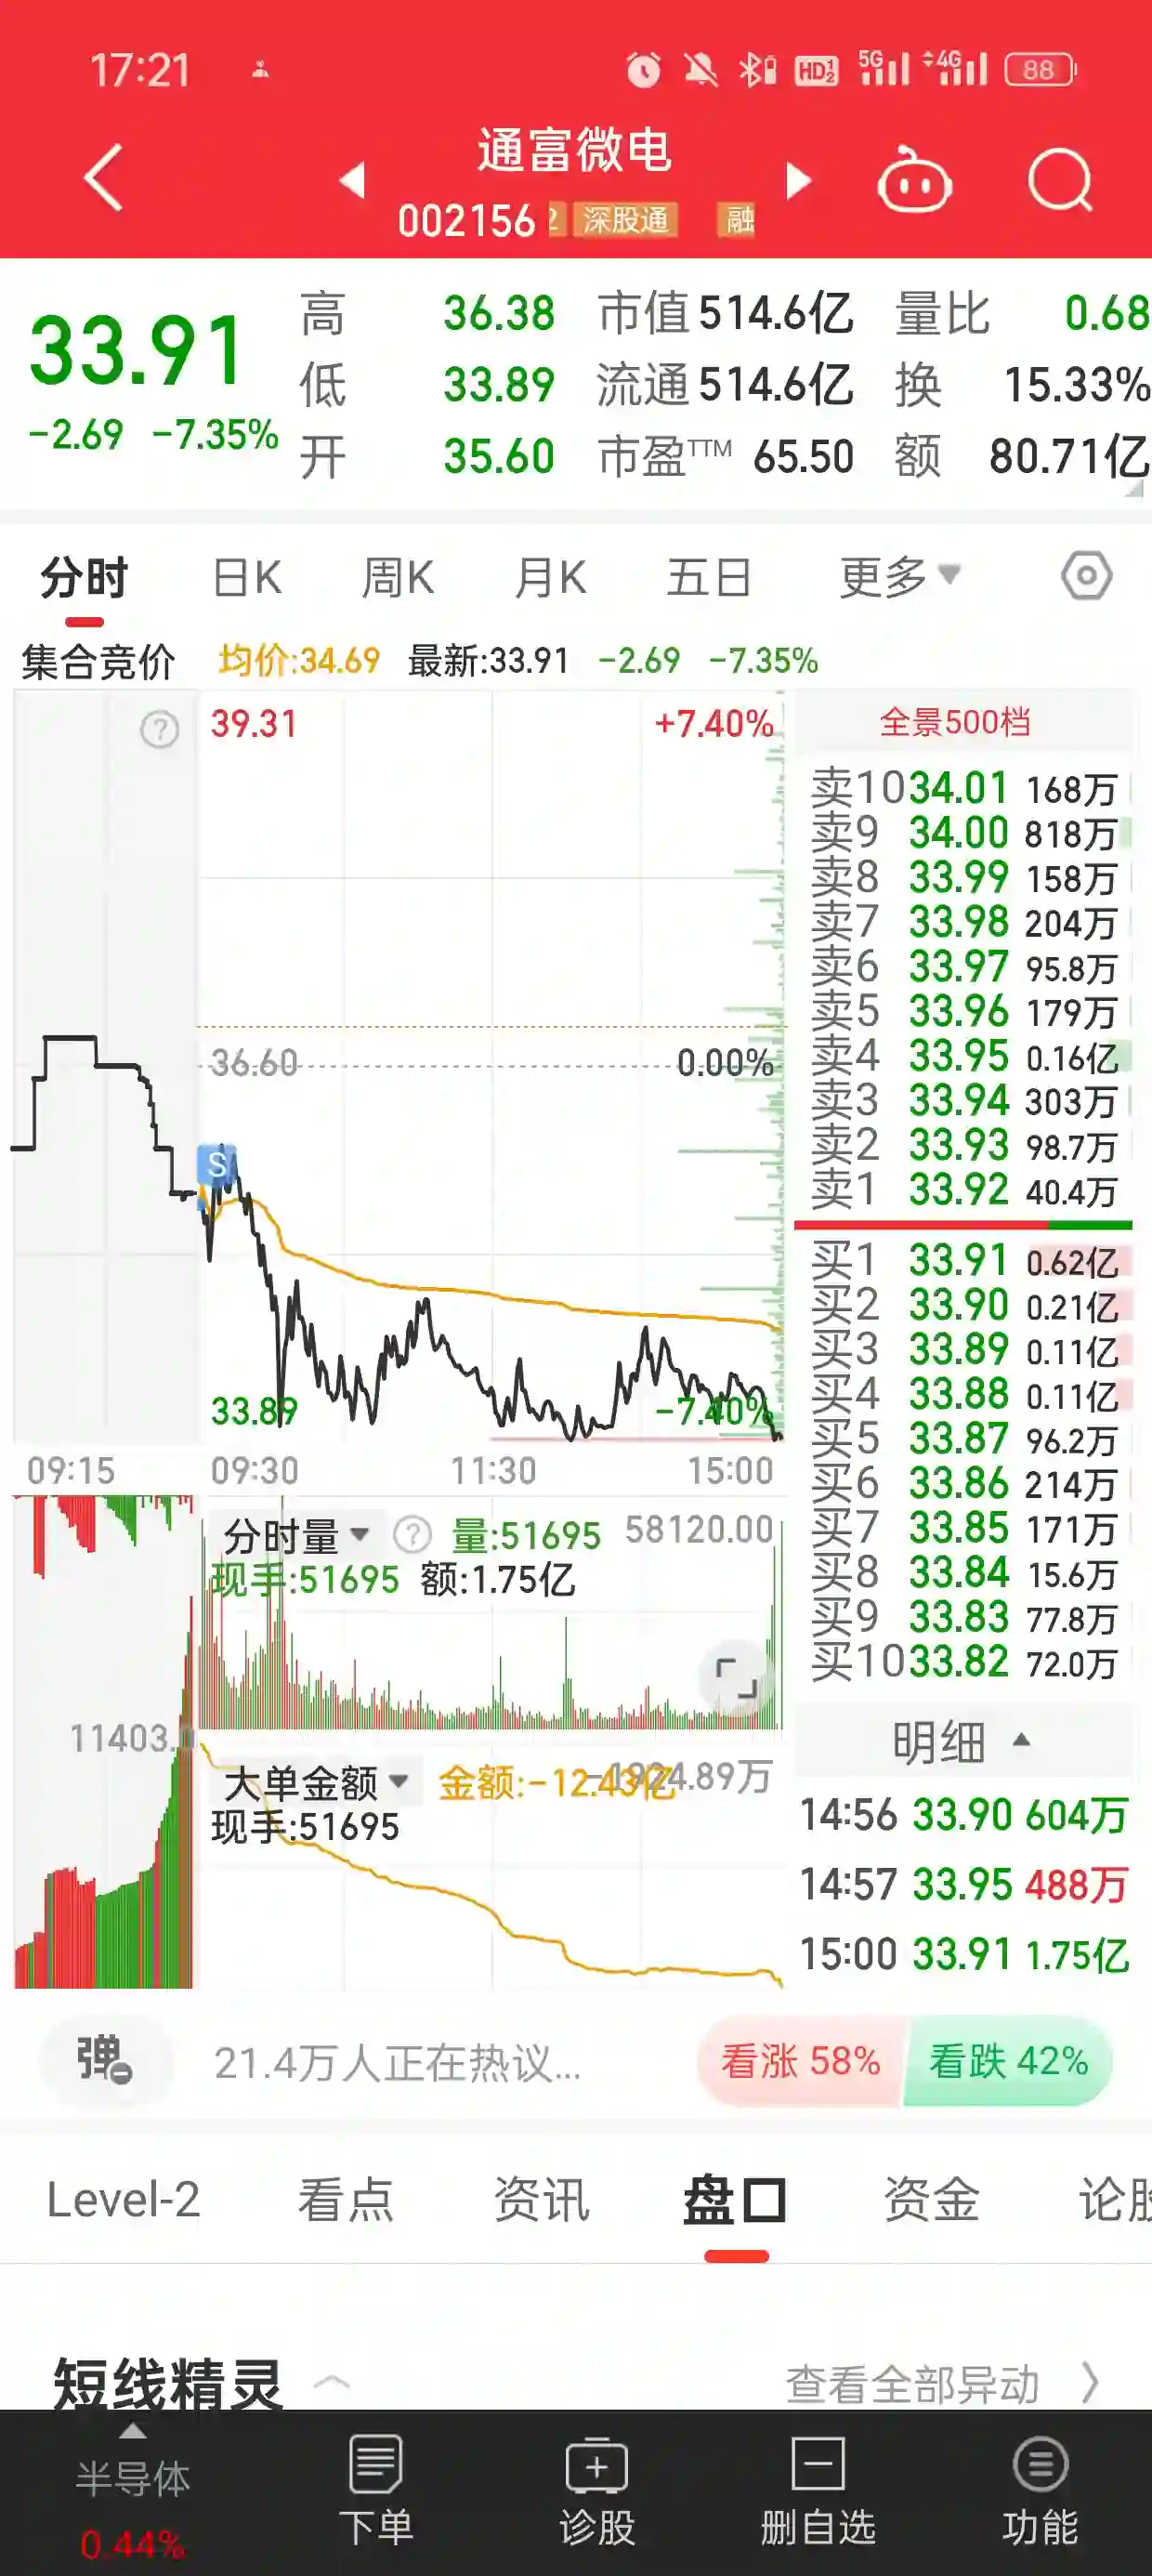 17:21 HD 1 2 5G 4G 88
通富微电
002156 深股通 融
33.91
-2.69 -7.35%
高 36.38 市值 514.6亿 量比 0.68
低 33.89 流通 514.6亿 换 15.33%
开 35.60 市盈TTM 65.50 额 80.71亿
分时 日K 周K 月K 五日 更多
集合竞价 均价:34.69 最新:33.91 -2.69 -7.35%
39.31 +7.40%
36.60 0.00%
S
33.89 -7.40%
09:15 09:30 11:30 15:00
全景500档
卖10 34.01 168万
卖9 34.00 818万
卖8 33.99 158万
卖7 33.98 204万
卖6 33.97 95.8万
卖5 33.96 179万
卖4 33.95 0.16亿
卖3 33.94 303万
卖2 33.93 98.7万
卖1 33.92 40.4万
买1 33.91 0.62亿
买2 33.90 0.21亿
买3 33.89 0.11亿
买4 33.88 0.11亿
买5 33.87 96.2万
买6 33.86 214万
买7 33.85 171万
买8 33.84 15.6万
买9 33.83 77.8万
买10 33.82 72.0万
分时量 ? 量:51695 58120.00
现手:51695 额:1.75亿
11403.0
大单金额 金额:-12.43亿 -1924.89万
现手:51695
明细
14:56 33.90 604万
14:57 33.95 488万
15:00 33.91 1.75亿
弹 21.4万人正在热议... 看涨 58% 看跌 42%
Level-2 看点 资讯 盘口 资金 论股
短线精灵 查看全部异动
半导体
0.44%
下单 诊股 删自选 功能